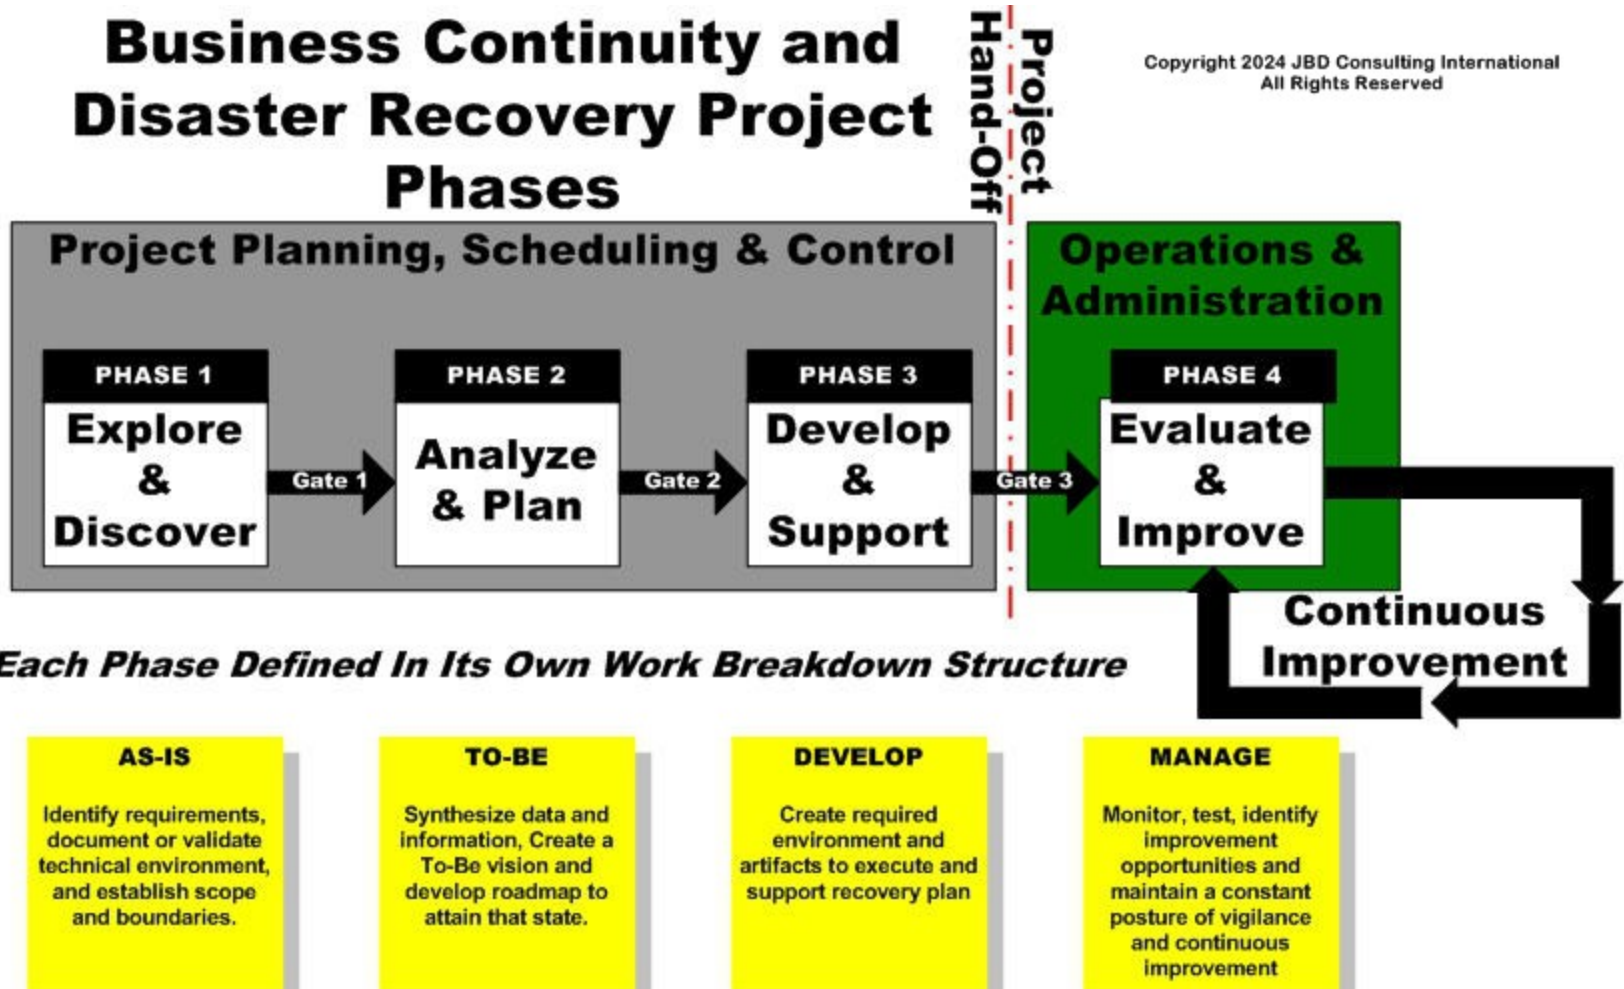 Business Continuity and
Disaster Recovery Project
Phases
Project
Hand-Off
Copyright 2024 JBD Consulting International
All Rights Reserved
Project Planning, Scheduling & Control
Operations &
Administration
PHASE 1
Explore
&
Discover
Gate 1
PHASE 2
Analyze
& Plan
Gate 2
PHASE 3
Develop
&
Support
Gate 3
PHASE 4
Evaluate
&
Improve
Continuous
Improvement
Each Phase Defined In Its Own Work Breakdown Structure
AS-IS
Identify requirements,
document or validate
technical environment,
and establish scope
and boundaries.
TO-BE
Synthesize data and
information, Create a
To-Be vision and
develop roadmap to
attain that state.
DEVELOP
Create required
environment and
artifacts to execute and
support recovery plan
MANAGE
Monitor, test, identify
improvement
opportunities and
maintain a constant
posture of vigilance
and continuous
improvement